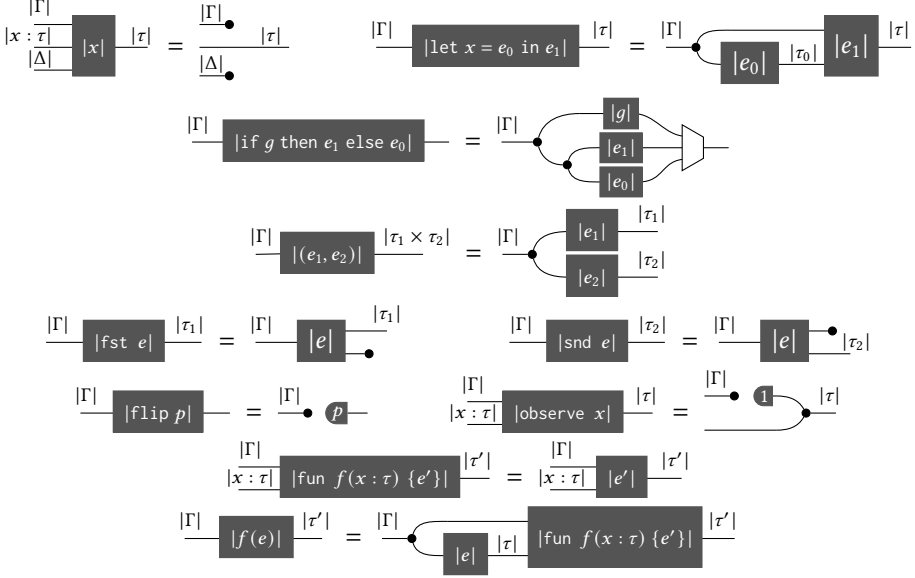 |Γ| |x : τ| |Δ| |x| |τ| = |Γ| |τ| |Δ|
|Γ| |let x = e₀ in e₁| |τ| = |Γ| |e₀| |τ₀| |e₁| |τ|
|Γ| |if g then e₁ else e₀| = |Γ| |g| |e₁| |e₀|
|Γ| |(e₁, e₂)| |τ₁ × τ₂| = |Γ| |e₁| |τ₁| |e₂| |τ₂|
|Γ| |fst e| |τ₁| = |Γ| |e| |τ₁|
|Γ| |snd e| |τ₂| = |Γ| |e| |τ₂|
|Γ| |flip p| = |Γ| p
|Γ| |x : τ| |observe x| |τ| = |Γ| 1 |τ|
|Γ| |x : τ| |fun f(x : τ) {e′}| |τ′| = |Γ| |x : τ| |e′| |τ′|
|Γ| |f(e)| |τ′| = |Γ| |e| |τ| |fun f(x : τ) {e′}| |τ′|